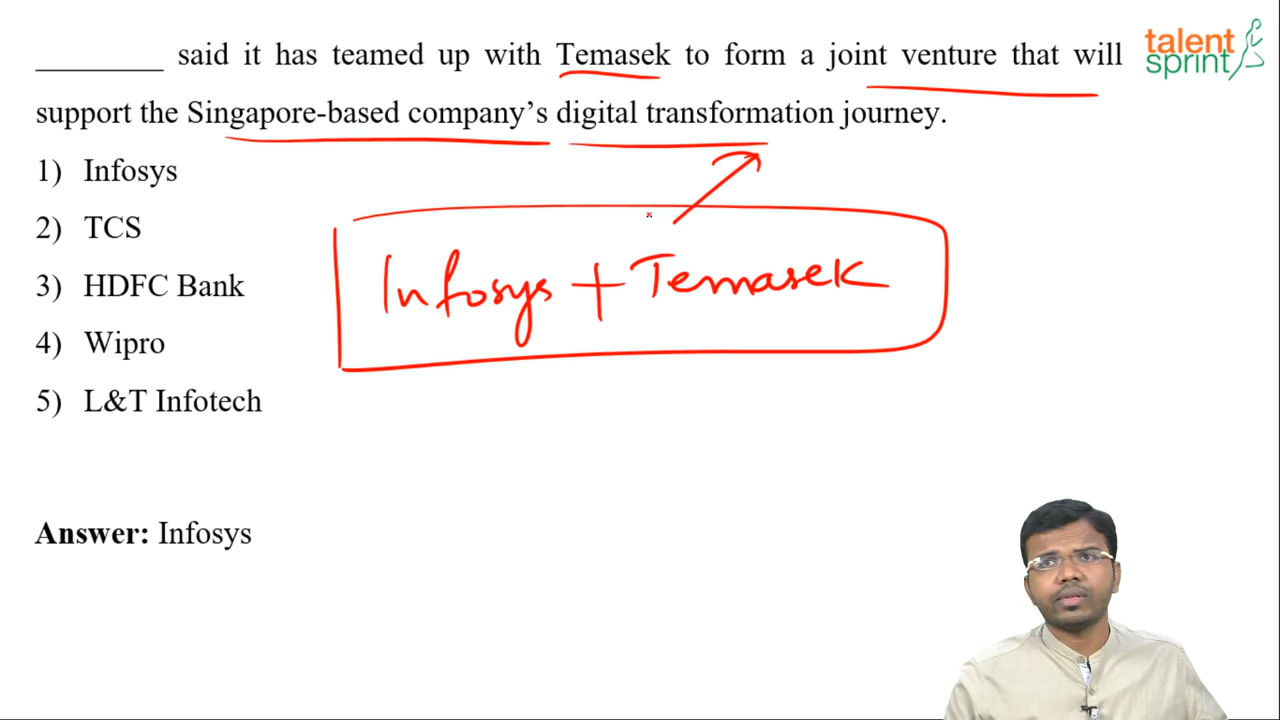 ________ said it has teamed up with Temasek to form a joint venture that will
support the Singapore-based company’s digital transformation journey.
1) Infosys
2) TCS
3) HDFC Bank
4) Wipro
5) L&T Infotech
Infosys + Temasek
Answer: Infosys
talent
sprint